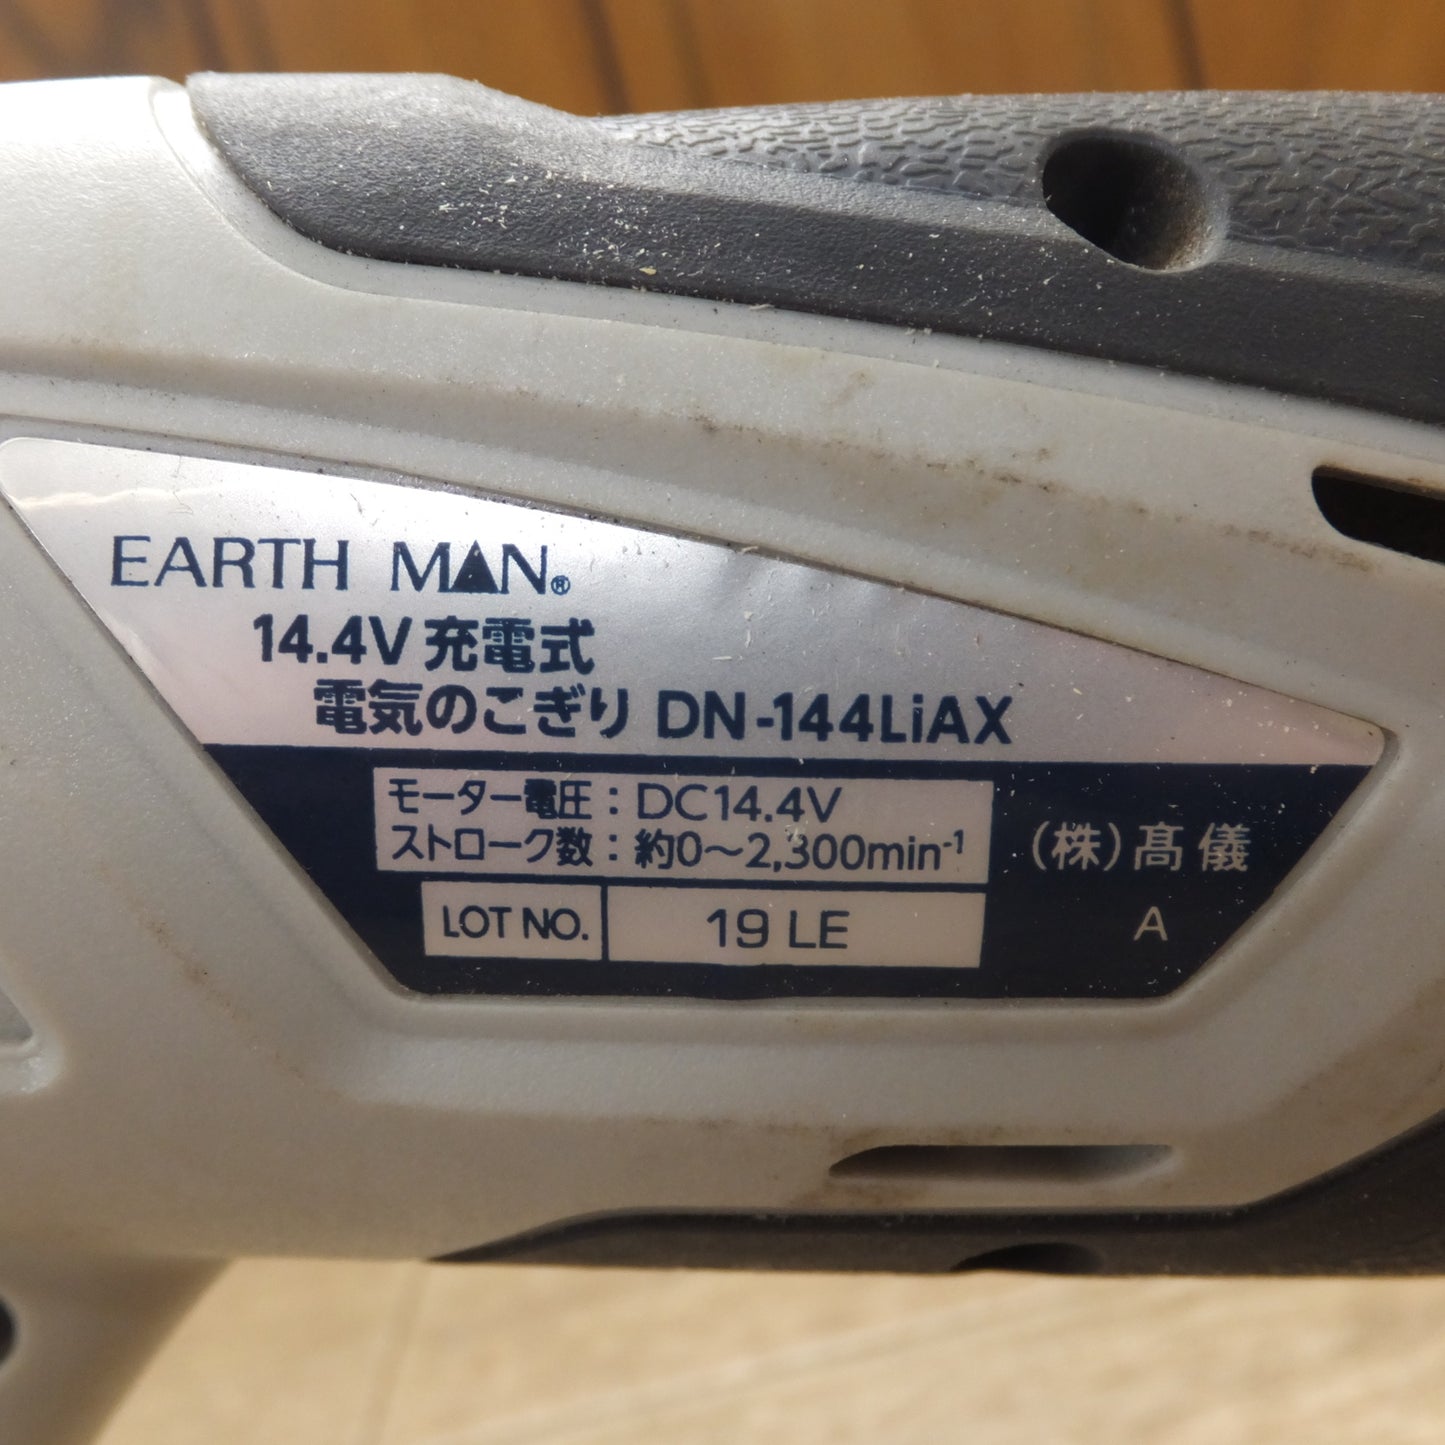 EARTH MAN®
14.4V 充電式
電気のこぎり DN-144LiAX
モーター電圧：DC14.4V
ストローク数：約0～2,300min⁻¹
(株)髙儀
LOT NO. 19 LE
A